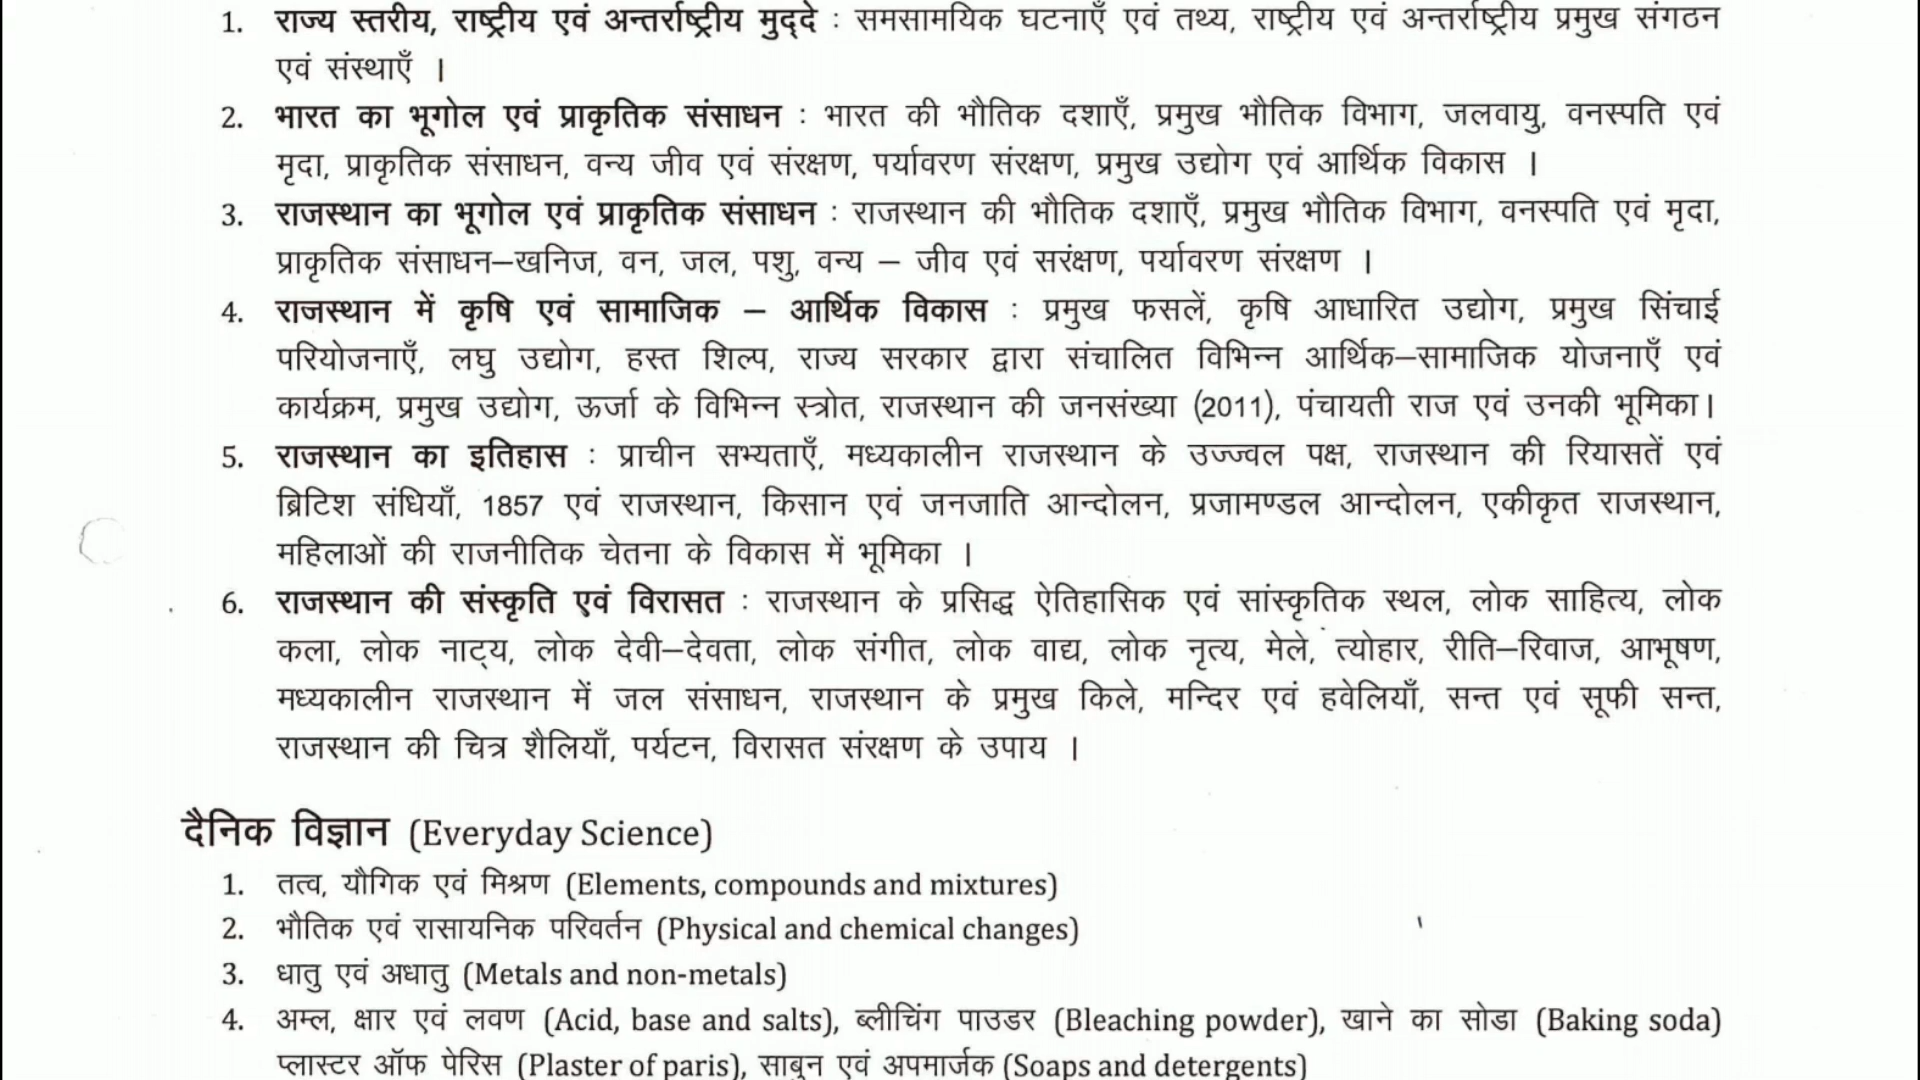 1. राज्य स्तरीय, राष्ट्रीय एवं अन्तर्राष्ट्रीय मुद्दे : समसामयिक घटनाएँ एवं तथ्य, राष्ट्रीय एवं अन्तर्राष्ट्रीय प्रमुख संगठन
एवं संस्थाएँ ।
2. भारत का भूगोल एवं प्राकृतिक संसाधन : भारत की भौतिक दशाएँ, प्रमुख भौतिक विभाग, जलवायु, वनस्पति एवं
मृदा, प्राकृतिक संसाधन, वन्य जीव एवं संरक्षण, पर्यावरण संरक्षण, प्रमुख उद्योग एवं आर्थिक विकास ।
3. राजस्थान का भूगोल एवं प्राकृतिक संसाधन : राजस्थान की भौतिक दशाएँ, प्रमुख भौतिक विभाग, वनस्पति एवं मृदा,
प्राकृतिक संसाधन–खनिज, वन, जल, पशु, वन्य – जीव एवं सरंक्षण, पर्यावरण संरक्षण ।
4. राजस्थान में कृषि एवं सामाजिक – आर्थिक विकास : प्रमुख फसलें, कृषि आधारित उद्योग, प्रमुख सिंचाई
परियोजनाएँ, लघु उद्योग, हस्त शिल्प, राज्य सरकार द्वारा संचालित विभिन्न आर्थिक–सामाजिक योजनाएँ एवं
कार्यक्रम, प्रमुख उद्योग, ऊर्जा के विभिन्न स्त्रोत, राजस्थान की जनसंख्या (2011), पंचायती राज एवं उनकी भूमिका।
5. राजस्थान का इतिहास : प्राचीन सभ्यताएँ, मध्यकालीन राजस्थान के उज्ज्वल पक्ष, राजस्थान की रियासतें एवं
ब्रिटिश संधियाँ, 1857 एवं राजस्थान, किसान एवं जनजाति आन्दोलन, प्रजामण्डल आन्दोलन, एकीकृत राजस्थान,
महिलाओं की राजनीतिक चेतना के विकास में भूमिका ।
6. राजस्थान की संस्कृति एवं विरासत : राजस्थान के प्रसिद्ध ऐतिहासिक एवं सांस्कृतिक स्थल, लोक साहित्य, लोक
कला, लोक नाट्य, लोक देवी–देवता, लोक संगीत, लोक वाद्य, लोक नृत्य, मेले, त्योहार, रीति–रिवाज, आभूषण,
मध्यकालीन राजस्थान में जल संसाधन, राजस्थान के प्रमुख किले, मन्दिर एवं हवेलियाँ, सन्त एवं सूफी सन्त,
राजस्थान की चित्र शैलियाँ, पर्यटन, विरासत संरक्षण के उपाय ।
दैनिक विज्ञान (Everyday Science)
1. तत्व, यौगिक एवं मिश्रण (Elements, compounds and mixtures)
2. भौतिक एवं रासायनिक परिवर्तन (Physical and chemical changes)
3. धातु एवं अधातु (Metals and non-metals)
4. अम्ल, क्षार एवं लवण (Acid, base and salts), ब्लीचिंग पाउडर (Bleaching powder), खाने का सोडा (Baking soda)
प्लास्टर ऑफ पेरिस (Plaster of paris), साबुन एवं अपमार्जक (Soaps and detergents)